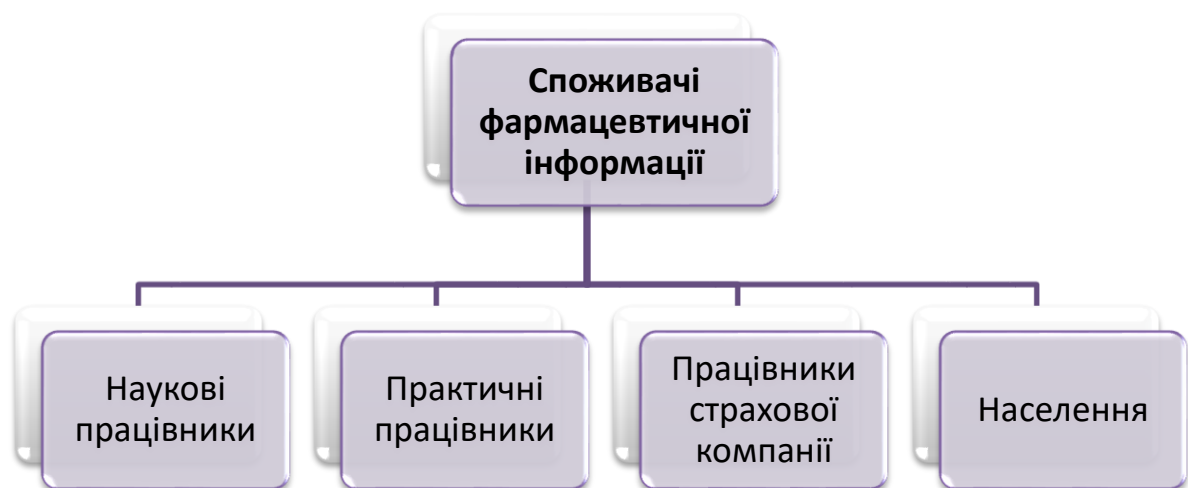 Споживачі
фармацевтичної
інформації
Наукові
працівники
Практичні
працівники
Працівники
страхової
компанії
Населення